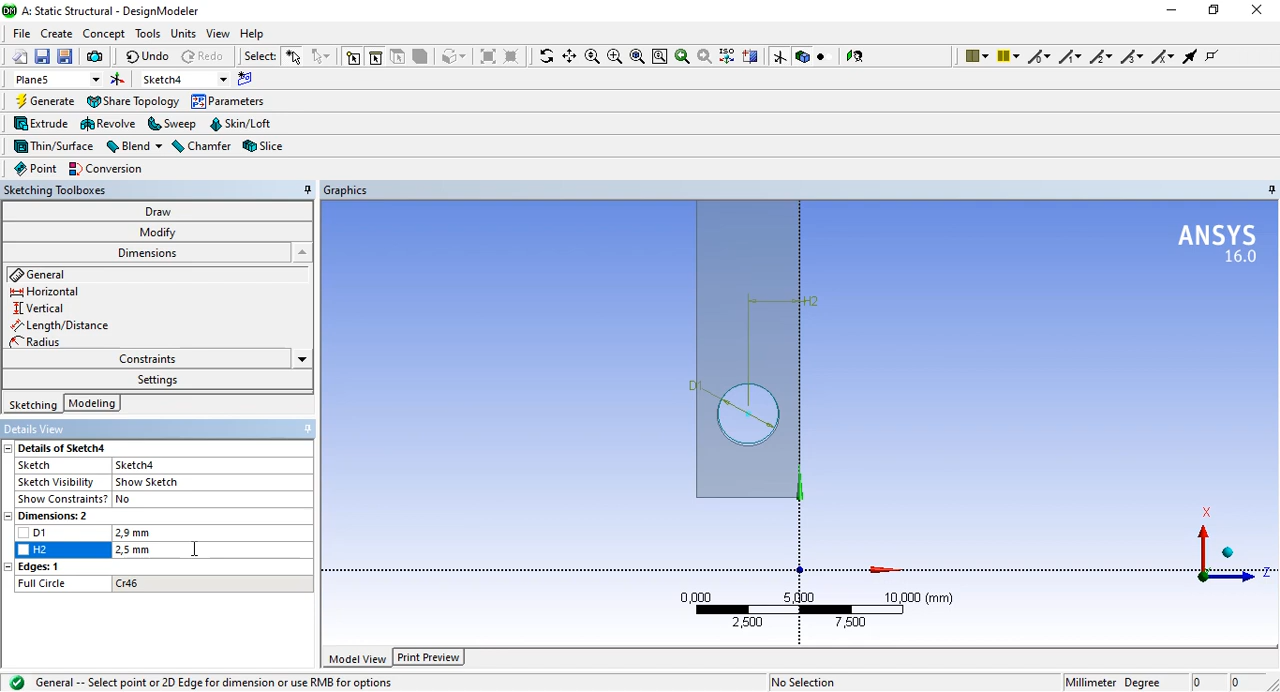 A: Static Structural - DesignModeler
File Create Concept Tools Units View Help
Undo Redo Select:
Plane5 Sketch4
Generate Share Topology Parameters
Extrude Revolve Sweep Skin/Loft
Thin/Surface Blend Chamfer Slice
Point Conversion
Sketching Toolboxes
Draw
Modify
Dimensions
General
Horizontal
Vertical
Length/Distance
Radius
Constraints
Settings
Sketching Modeling
Details View
Details of Sketch4
Sketch Sketch4
Sketch Visibility Show Sketch
Show Constraints? No
Dimensions: 2
D1 2,9 mm
H2 2,5 mm
Edges: 1
Full Circle Cr46
Graphics
ANSYS
16.0
H2
D1
X
Z
0,000 5,000 10,000 (mm)
2,500 7,500
Model View Print Preview
General -- Select point or 2D Edge for dimension or use RMB for options
No Selection
Millimeter Degree 0 0